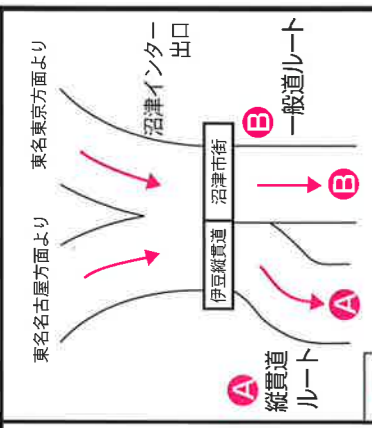 東名名古屋方面より
東名東京方面より
沼津インター
出口
伊豆縦貫道
沼津市街
B
一般道ルート
A
縦貫道
ルート
A
B